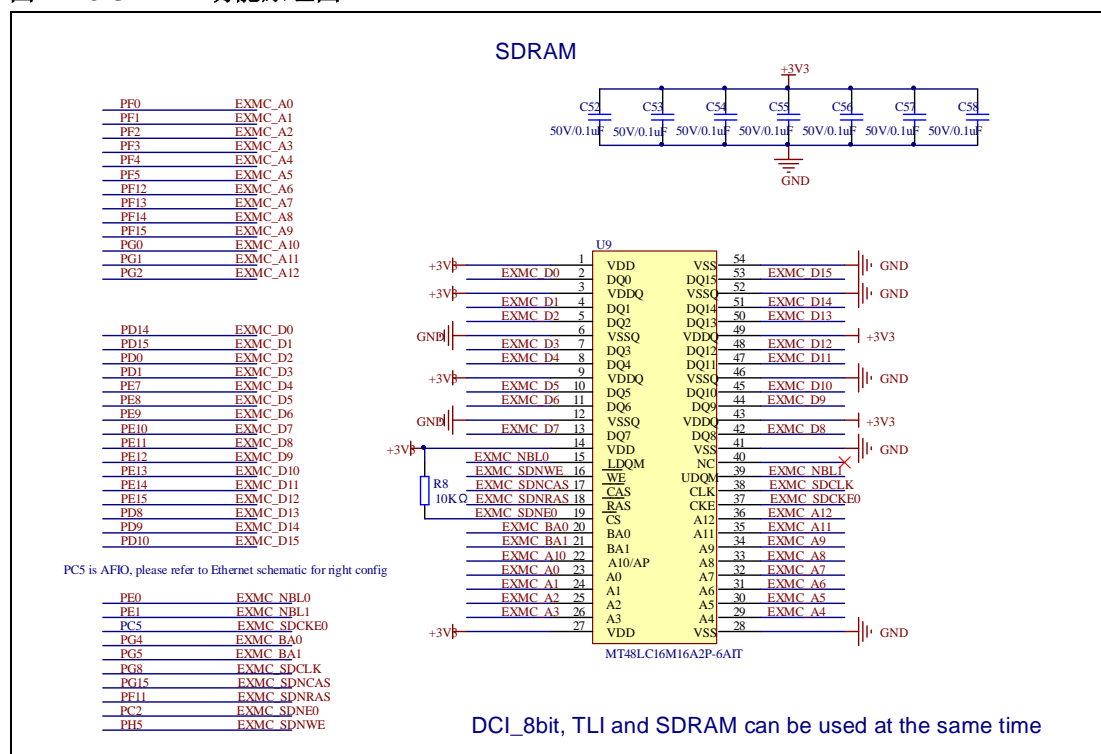 SDRAM
+3V3
C52 C53 C54 C55 C56 C57 C58
50V/0.1uF 50V/0.1uF 50V/0.1uF 50V/0.1uF 50V/0.1uF 50V/0.1uF 50V/0.1uF
GND
PF0 EXMC_A0
PF1 EXMC_A1
PF2 EXMC_A2
PF3 EXMC_A3
PF4 EXMC_A4
PF5 EXMC_A5
PF12 EXMC_A6
PF13 EXMC_A7
PF14 EXMC_A8
PF15 EXMC_A9
PG0 EXMC_A10
PG1 EXMC_A11
PG2 EXMC_A12
PD14 EXMC_D0
PD15 EXMC_D1
PD0 EXMC_D2
PD1 EXMC_D3
PE7 EXMC_D4
PE8 EXMC_D5
PE9 EXMC_D6
PE10 EXMC_D7
PE11 EXMC_D8
PE12 EXMC_D9
PE13 EXMC_D10
PE14 EXMC_D11
PE15 EXMC_D12
PD8 EXMC_D13
PD9 EXMC_D14
PD10 EXMC_D15
PC5 is AFIO, please refer to Ethernet schematic for right config
PE0 EXMC_NBL0
PE1 EXMC_NBL1
PC5 EXMC_SDCKE0
PG4 EXMC_BA0
PG5 EXMC_BA1
PG8 EXMC_SDCLK
PG15 EXMC_SDNCAS
PF11 EXMC_SDNRAS
PC2 EXMC_SDNE0
PH5 EXMC_SDNWE
U9
+3V3 1 VDD VSS 54 GND
EXMC_D0 2 DQ0 DQ15 53 EXMC_D15
+3V3 3 VDDQ VSSQ 52 GND
EXMC_D1 4 DQ1 DQ14 51 EXMC_D14
EXMC_D2 5 DQ2 DQ13 50 EXMC_D13
GND 6 VSSQ VDDQ 49 +3V3
EXMC_D3 7 DQ3 DQ12 48 EXMC_D12
EXMC_D4 8 DQ4 DQ11 47 EXMC_D11
+3V3 9 VDDQ VSSQ 46 GND
EXMC_D5 10 DQ5 DQ10 45 EXMC_D10
EXMC_D6 11 DQ6 DQ9 44 EXMC_D9
GND 12 VSSQ VDDQ 43 +3V3
EXMC_D7 13 DQ7 DQ8 42 EXMC_D8
+3V3 14 VDD VSS 41 GND
EXMC_NBL0 15 LDQM NC 40
EXMC_SDNWE 16 WE UDQM 39 EXMC_NBL1
EXMC_SDNCAS 17 CAS CLK 38 EXMC_SDCLK
EXMC_SDNRAS 18 RAS CKE 37 EXMC_SDCKE0
EXMC_SDNE0 19 CS A12 36 EXMC_A12
R8
10KΩ
EXMC_BA0 20 BA0 A11 35 EXMC_A11
EXMC_BA1 21 BA1 A9 34 EXMC_A9
EXMC_A10 22 A10/AP A8 33 EXMC_A8
EXMC_A0 23 A0 A7 32 EXMC_A7
EXMC_A1 24 A1 A6 31 EXMC_A6
EXMC_A2 25 A2 A5 30 EXMC_A5
EXMC_A3 26 A3 A4 29 EXMC_A4
+3V3 27 VDD VSS 28 GND
MT48LC16M16A2P-6AIT
DCI_8bit, TLI and SDRAM can be used at the same time